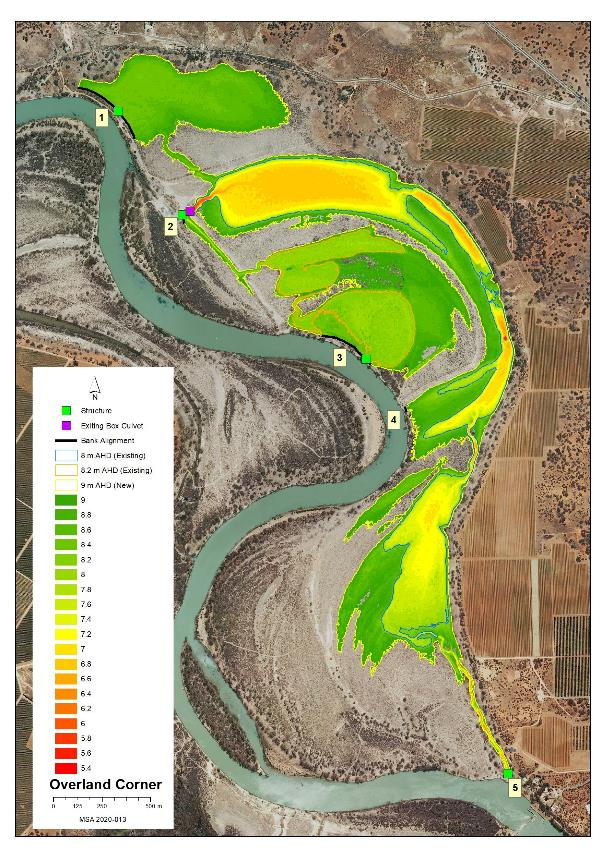 1
2
3
4
5
N
Structure
Exiting Box Culvet
Bank Alignment
8 m AHD (Existing)
8.2 m AHD (Existing)
9 m AHD (New)
9
8.8
8.6
8.4
8.2
8
7.8
7.6
7.4
7.2
7
6.8
6.6
6.4
6.2
6
5.8
5.6
5.4
Overland Corner
0 125 250 500 m
MSA 2020-013